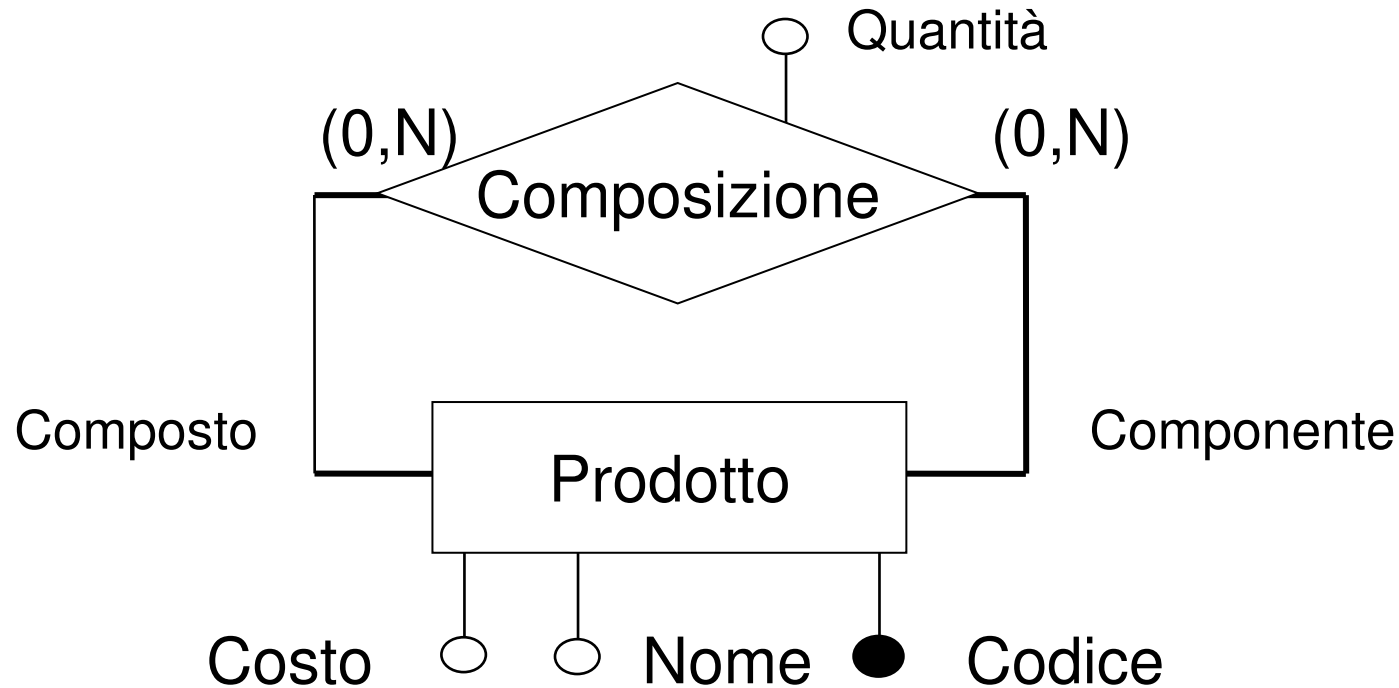 Quantità
(0,N)
(0,N)
Composizione
Composto
Componente
Prodotto
Costo
Nome
Codice